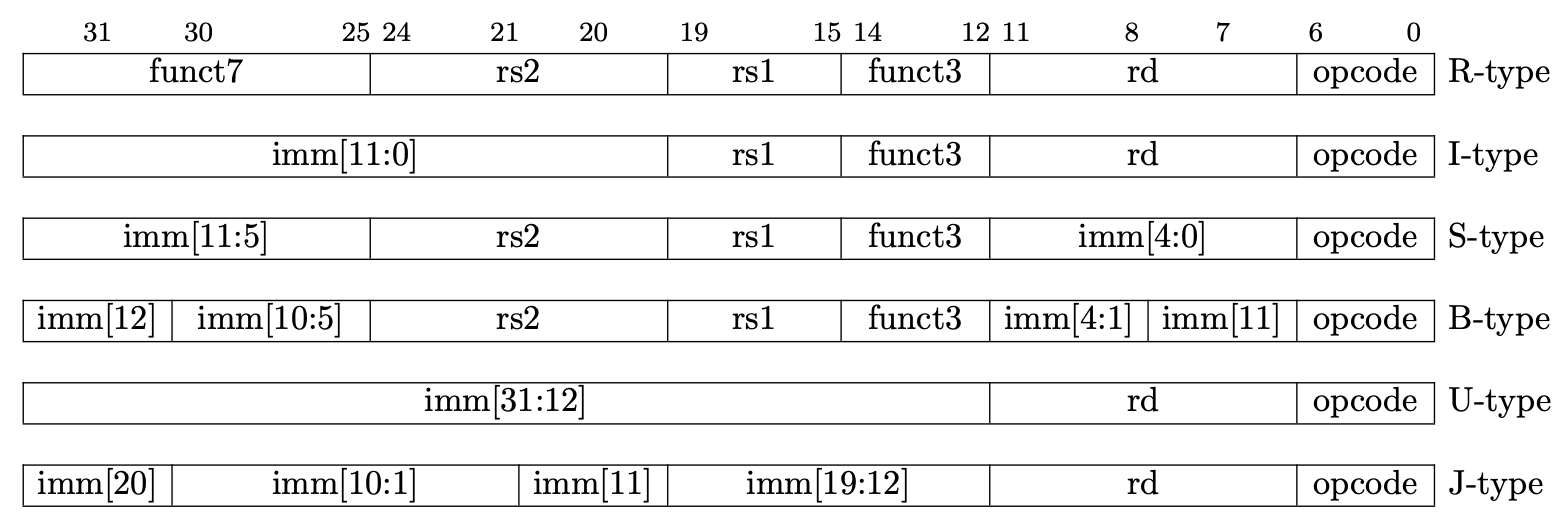 31 30 25 24 21 20 19 15 14 12 11 8 7 6 0
funct7 rs2 rs1 funct3 rd opcode R-type
imm[11:0] rs1 funct3 rd opcode I-type
imm[11:5] rs2 rs1 funct3 imm[4:0] opcode S-type
imm[12] imm[10:5] rs2 rs1 funct3 imm[4:1] imm[11] opcode B-type
imm[31:12] rd opcode U-type
imm[20] imm[10:1] imm[11] imm[19:12] rd opcode J-type